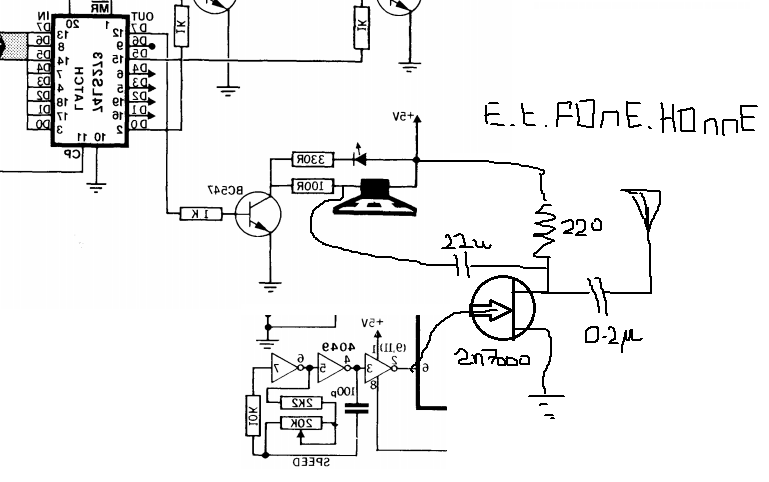 MR
IN 20 1 OUT
D7 13 12 D7
D6 8 9 D6
D5 14 15 D5
D4 7 6 D4
D3 4 5 D3
D2 18 19 D2
D1 17 16 D1
D0 3 2 D0
LATCH
74LS273
11 10
CP
1K
1K
+5V
E.t. FOnE. HOnnE
330R
100R
BC547
1K
22u
220
0.2µ
2n7000
+5V
4049
(9,11)
7 6 5 4 3 1 2 6
8
100p
2K2
20K
10K
SPEED